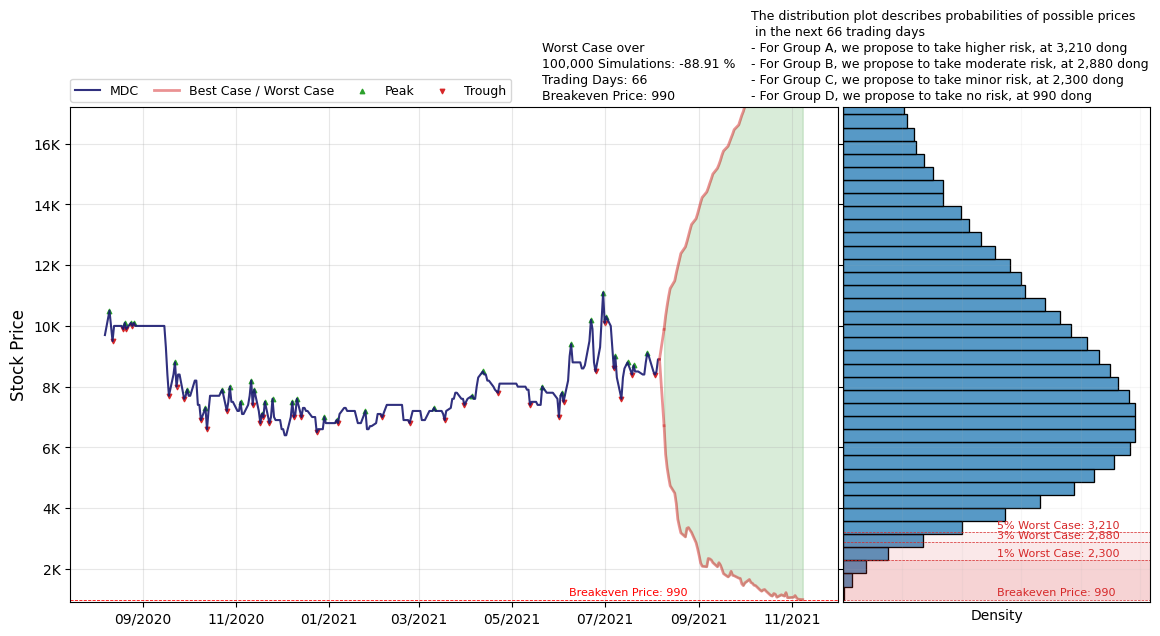 The distribution plot describes probabilities of possible prices
in the next 66 trading days
- For Group A, we propose to take higher risk, at 3,210 dong
- For Group B, we propose to take moderate risk, at 2,880 dong
- For Group C, we propose to take minor risk, at 2,300 dong
- For Group D, we propose to take no risk, at 990 dong
Worst Case over
100,000 Simulations: -88.91 %
Trading Days: 66
Breakeven Price: 990
MDC
Best Case / Worst Case
Peak
Trough
Stock Price
16K
14K
12K
10K
8K
6K
4K
2K
Breakeven Price: 990
09/2020
11/2020
01/2021
03/2021
05/2021
07/2021
09/2021
11/2021
5% Worst Case: 3,210
3% Worst Case: 2,880
1% Worst Case: 2,300
Breakeven Price: 990
Density